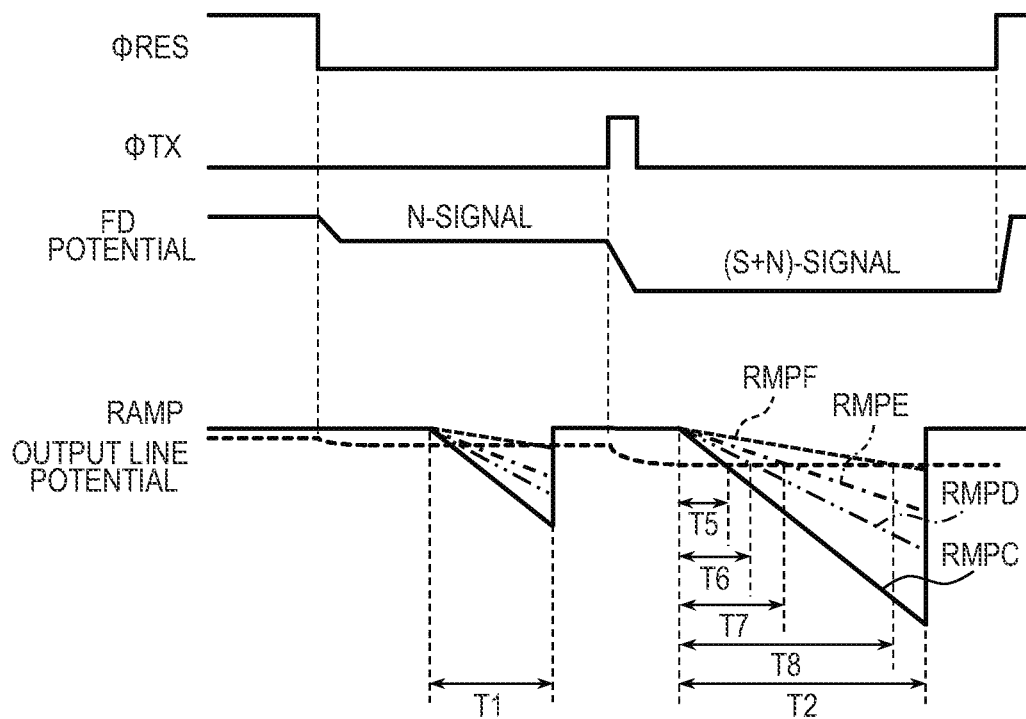 ΦRES
ΦTX
FD
POTENTIAL
N-SIGNAL
(S+N)-SIGNAL
RAMP
OUTPUT LINE
POTENTIAL
RMPF
RMPE
RMPD
RMPC
T5
T6
T7
T8
T1
T2